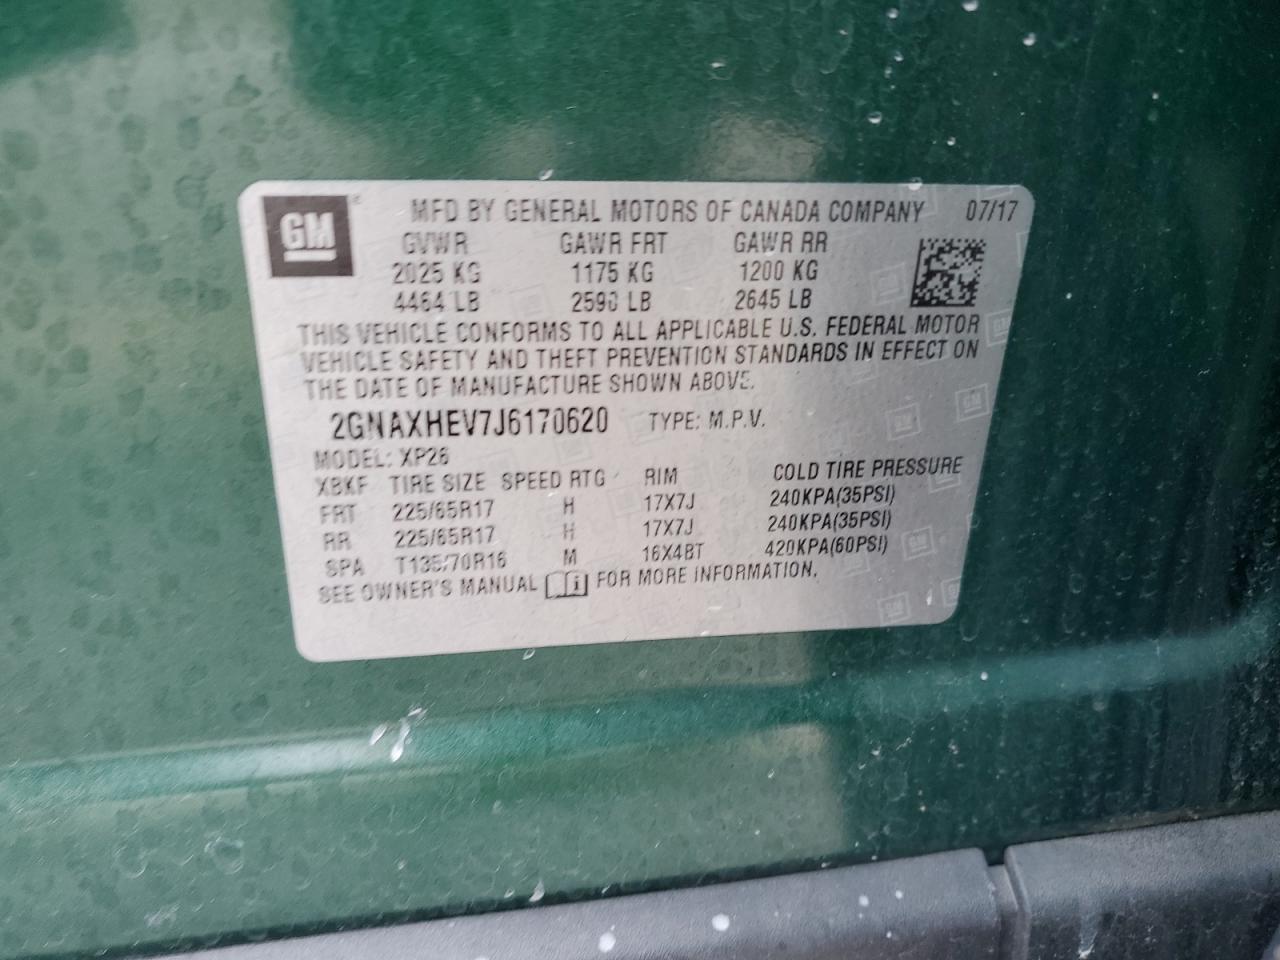 GM MFD BY GENERAL MOTORS OF CANADA COMPANY 07/17
GVWR GAWR FRT GAWR RR
2025 KG 1175 KG 1200 KG
4464 LB 2590 LB 2645 LB
THIS VEHICLE CONFORMS TO ALL APPLICABLE U.S. FEDERAL MOTOR
VEHICLE SAFETY AND THEFT PREVENTION STANDARDS IN EFFECT ON
THE DATE OF MANUFACTURE SHOWN ABOVE.
2GNAXHEV7J6170620 TYPE: M.P.V.
MODEL: XP26
XBKF TIRE SIZE SPEED RTG RIM COLD TIRE PRESSURE
FRT 225/65R17 H 17X7J 240KPA(35PSI)
RR 225/65R17 H 17X7J 240KPA(35PSI)
SPA T135/70R16 M 16X4BT 420KPA(60PSI)
SEE OWNER'S MANUAL i FOR MORE INFORMATION.